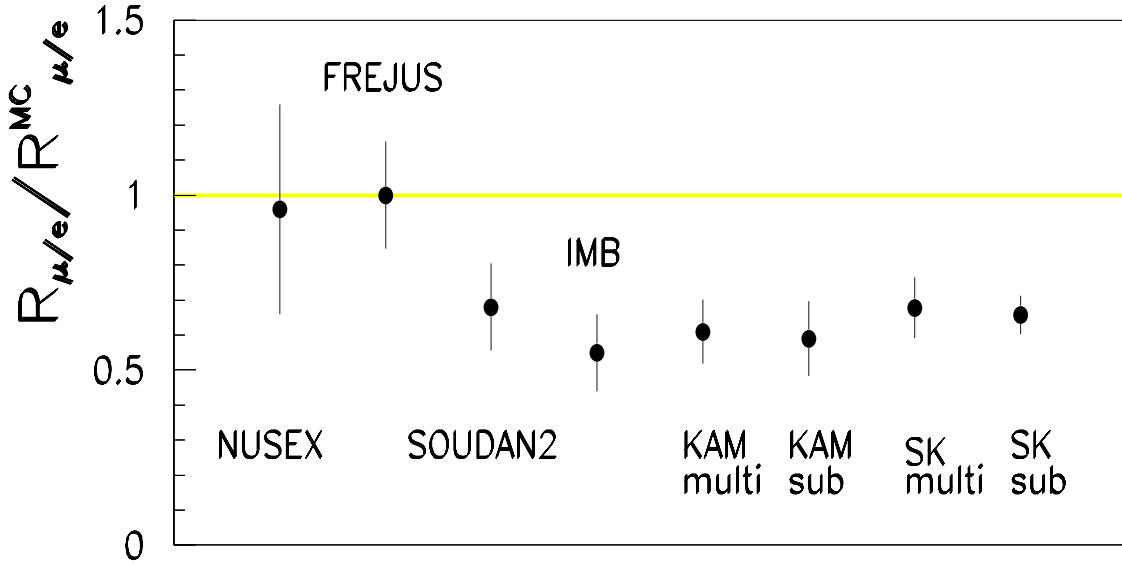 R μ/e / R MC μ/e
1.5
1
0.5
0
FREJUS
IMB
NUSEX
SOUDAN2
KAM
multi
KAM
sub
SK
multi
SK
sub